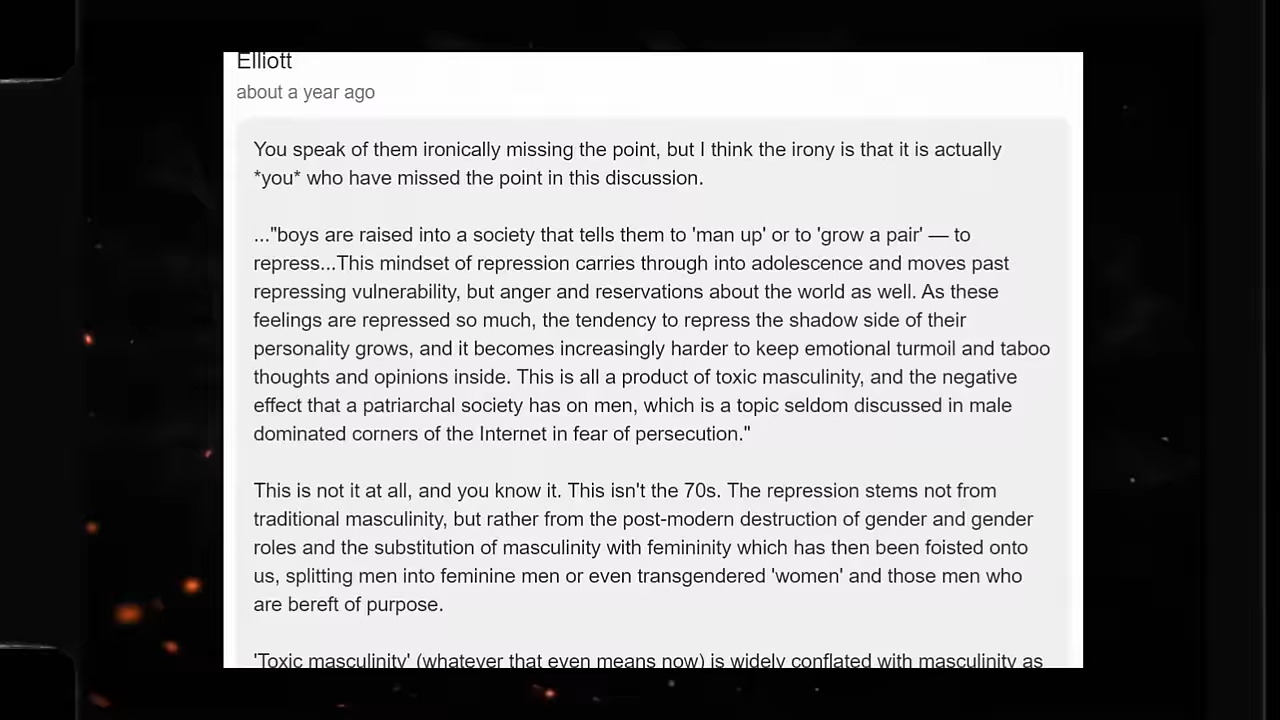 Elliott
about a year ago
You speak of them ironically missing the point, but I think the irony is that it is actually
*you* who have missed the point in this discussion.
..."boys are raised into a society that tells them to 'man up' or to 'grow a pair' — to
repress...This mindset of repression carries through into adolescence and moves past
repressing vulnerability, but anger and reservations about the world as well. As these
feelings are repressed so much, the tendency to repress the shadow side of their
personality grows, and it becomes increasingly harder to keep emotional turmoil and taboo
thoughts and opinions inside. This is all a product of toxic masculinity, and the negative
effect that a patriarchal society has on men, which is a topic seldom discussed in male
dominated corners of the Internet in fear of persecution."
This is not it at all, and you know it. This isn't the 70s. The repression stems not from
traditional masculinity, but rather from the post-modern destruction of gender and gender
roles and the substitution of masculinity with femininity which has then been foisted onto
us, splitting men into feminine men or even transgendered 'women' and those men who
are bereft of purpose.
'Toxic masculinity' (whatever that even means now) is widely conflated with masculinity as